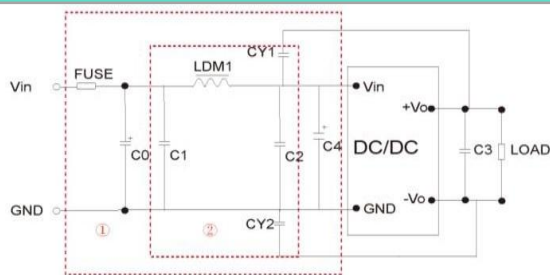 CY1
FUSE
LDM1
Vin
Vin
+Vo
C0
C1
C2
C4
DC/DC
C3
LOAD
-Vo
GND
GND
①
②
CY2